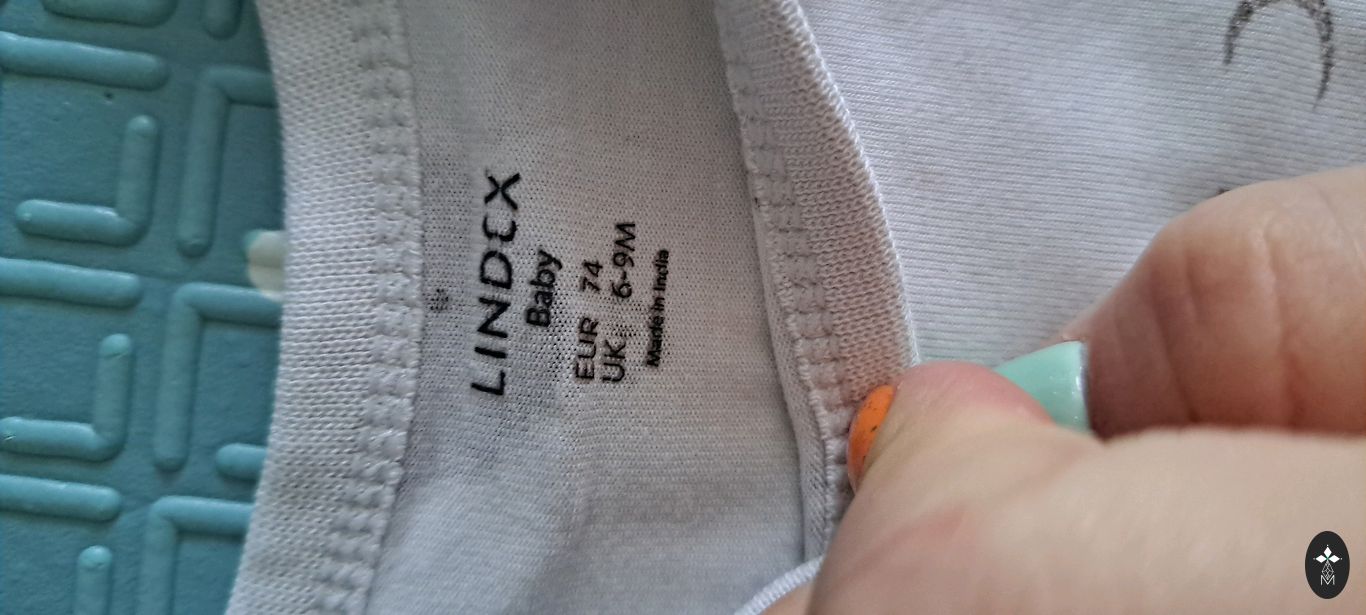 LINDEX
Baby
EUR 74
UK 6-9M
Made in India
M